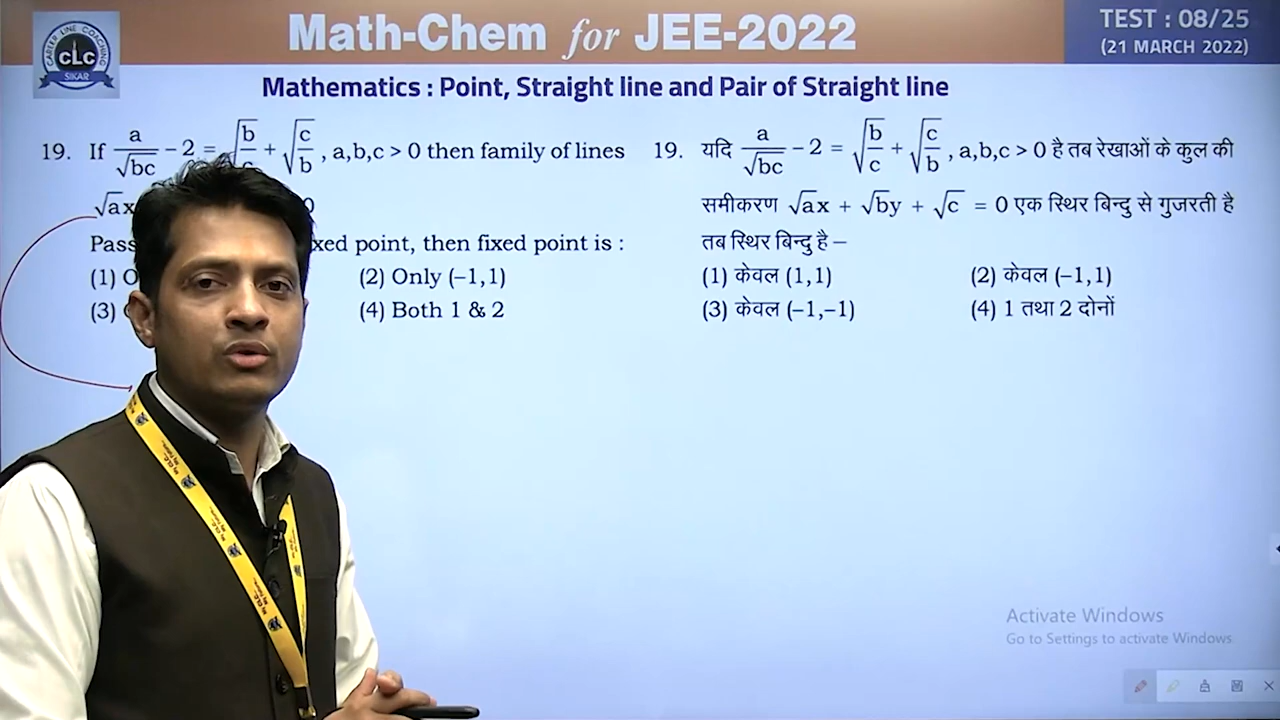 Math-Chem for JEE-2022
TEST : 08/25
(21 MARCH 2022)
CAREER LINE COACHING
CLC
SIKAR
Mathematics : Point, Straight line and Pair of Straight line
19. If a/√bc − 2 = √b/c + √c/b , a,b,c > 0 then family of lines
√ax
0
Pass xed point, then fixed point is :
(1) O (2) Only (−1,1)
(3) (4) Both 1 & 2
19. यदि a/√bc − 2 = √b/c + √c/b , a,b,c > 0 है तब रेखाओं के कुल की
समीकरण √ax + √by + √c = 0 एक स्थिर बिन्दु से गुजरती है
तब स्थिर बिन्दु है –
(1) केवल (1,1) (2) केवल (−1,1)
(3) केवल (−1,−1) (4) 1 तथा 2 दोनों
Activate Windows
Go to Settings to activate Windows.